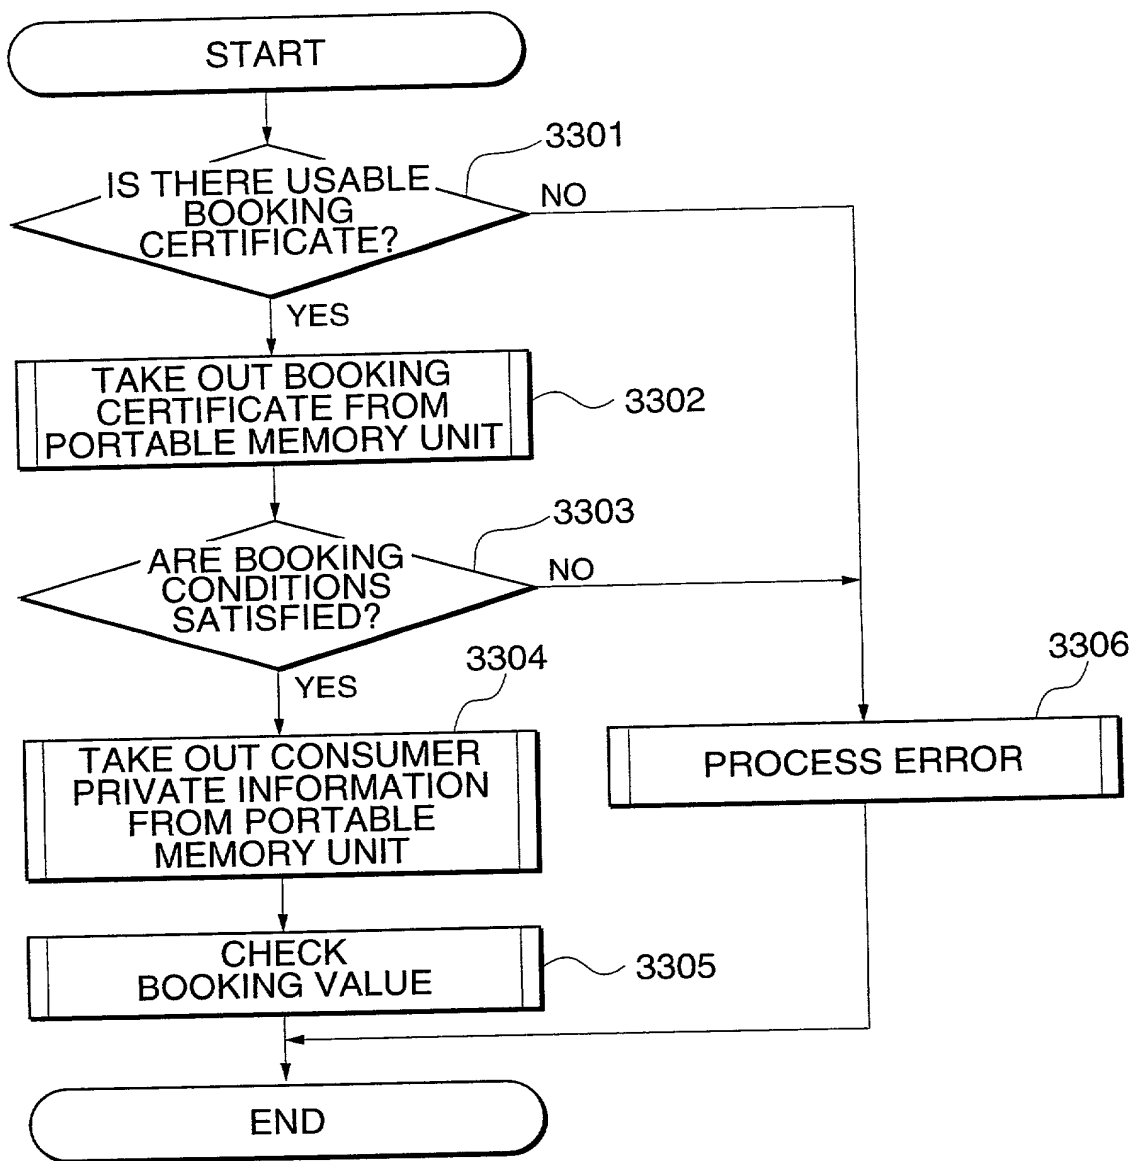 START
3301
IS THERE USABLE
BOOKING
CERTIFICATE?
NO
YES
TAKE OUT BOOKING
CERTIFICATE FROM
PORTABLE MEMORY UNIT
3302
3303
ARE BOOKING
CONDITIONS
SATISFIED?
NO
YES
3304
3306
TAKE OUT CONSUMER
PRIVATE INFORMATION
FROM PORTABLE
MEMORY UNIT
PROCESS ERROR
CHECK
BOOKING VALUE
3305
END